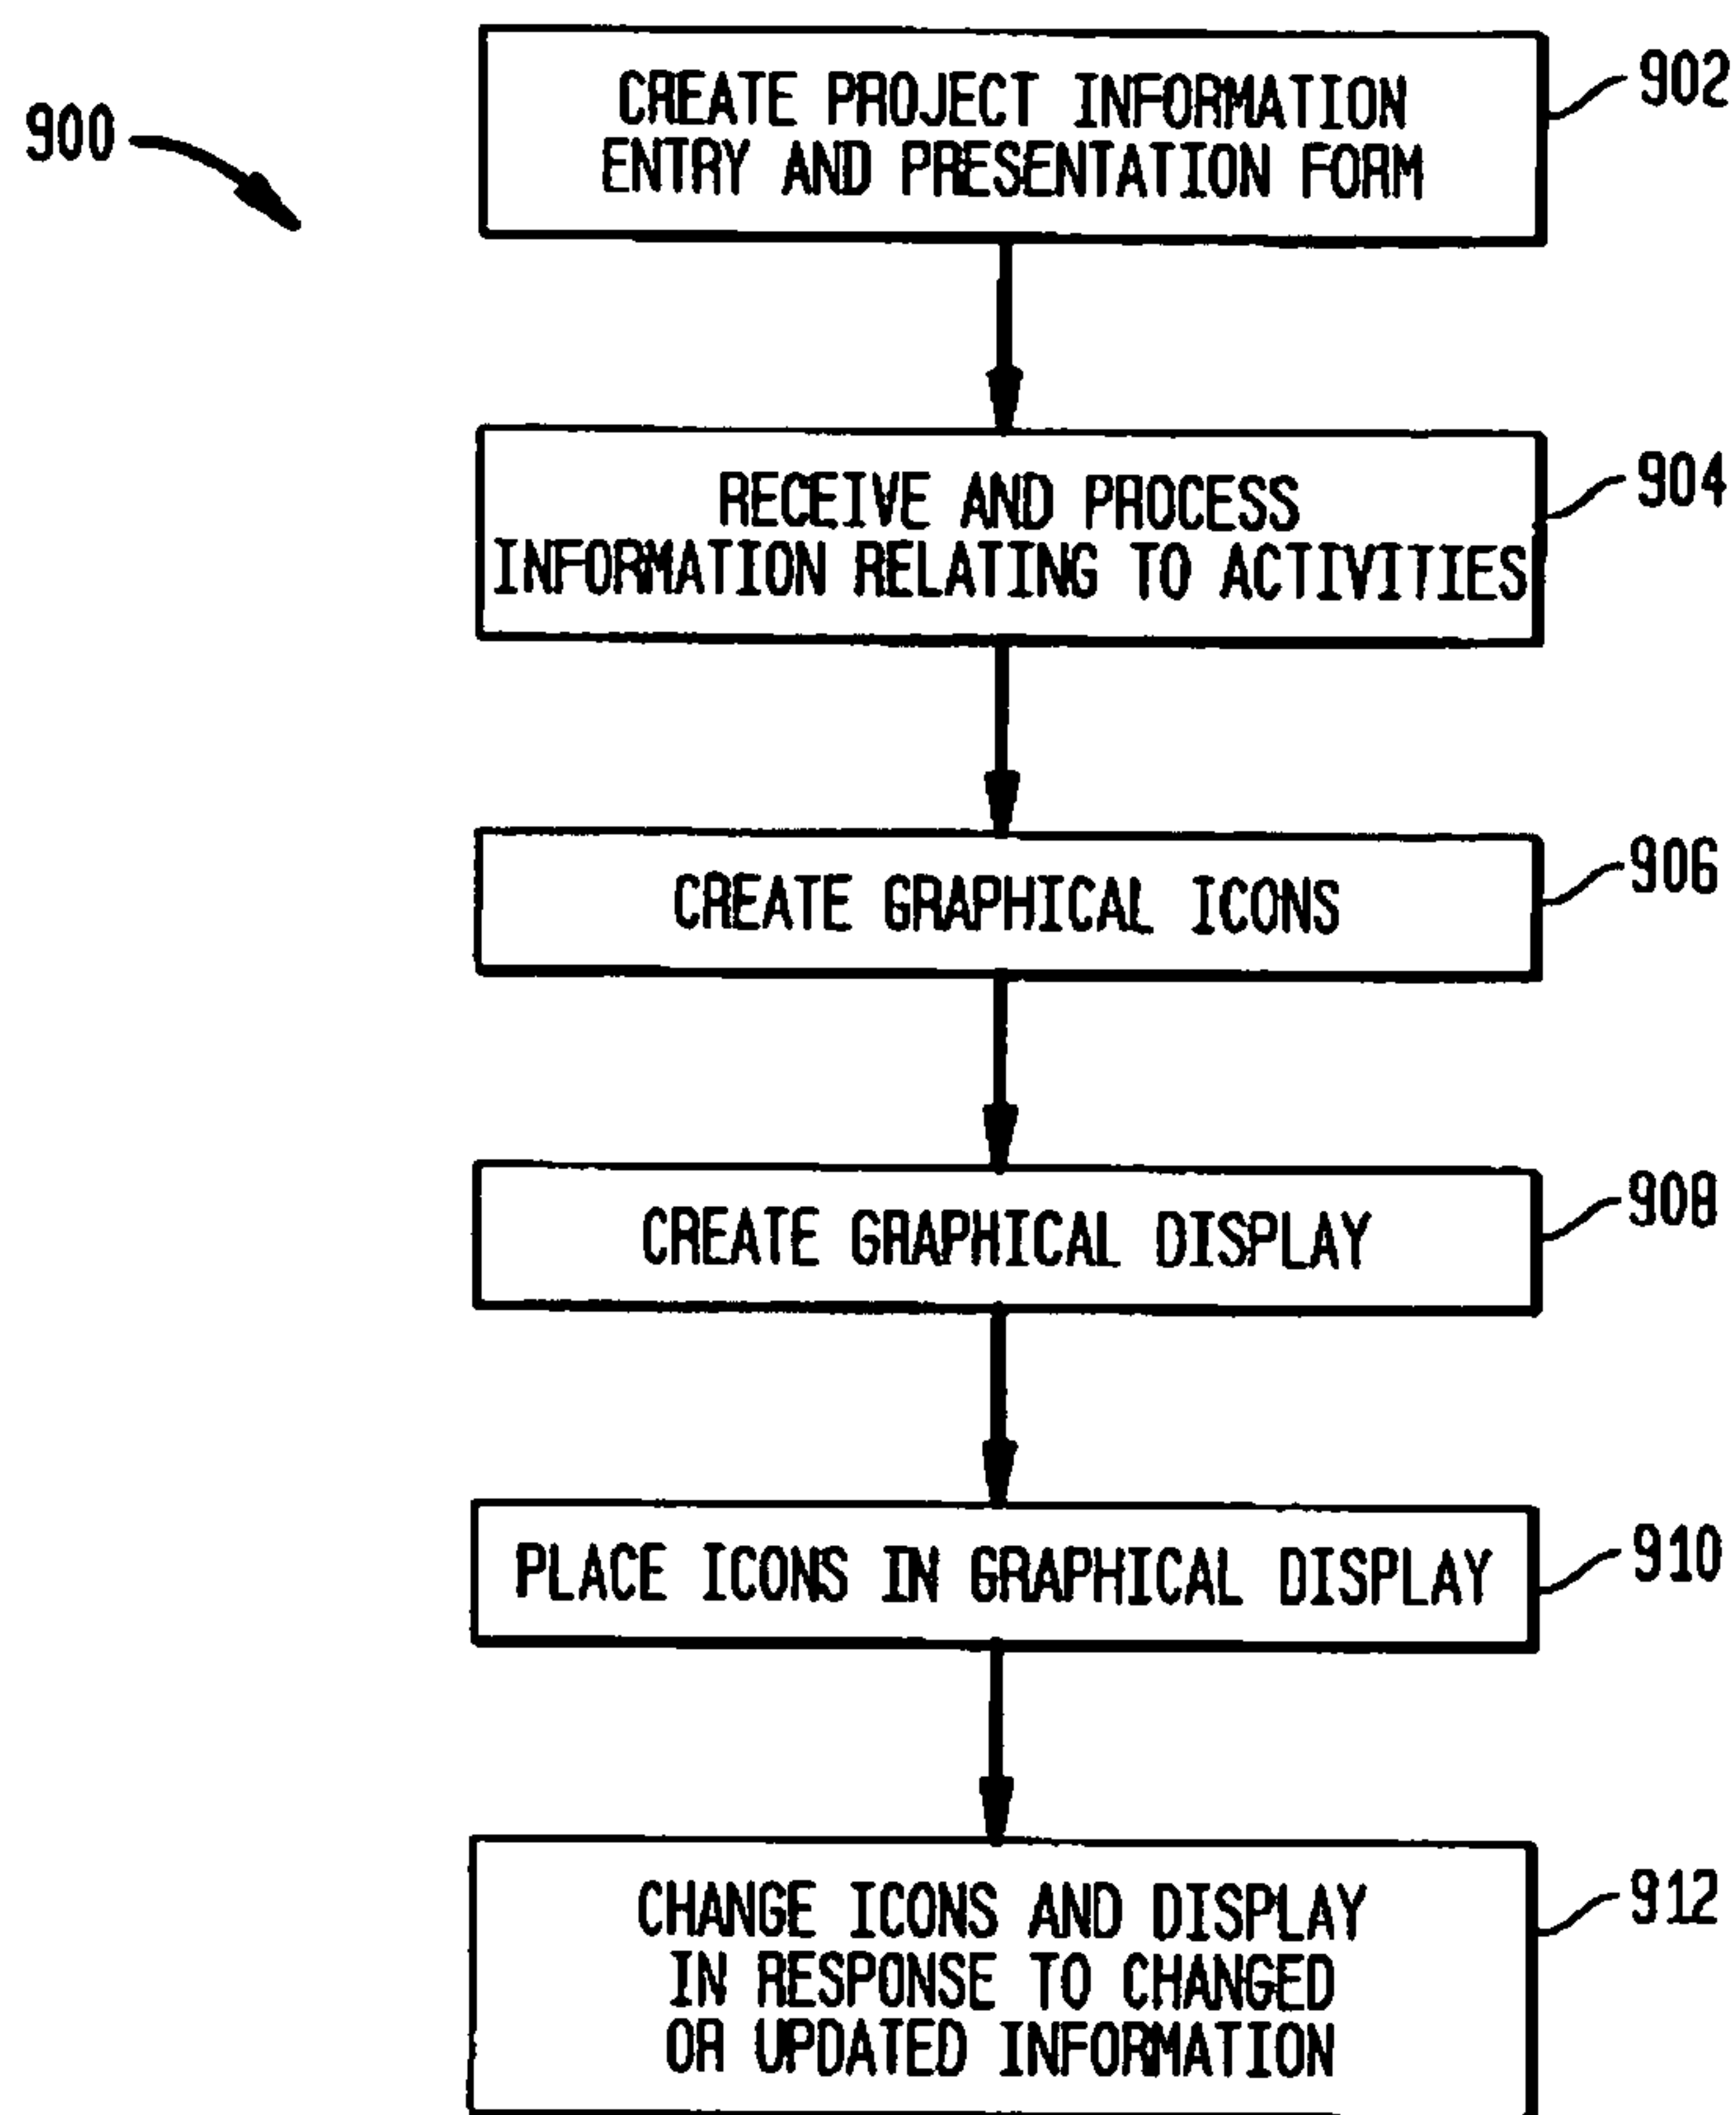 900
CREATE PROJECT INFORMATION
ENTRY AND PRESENTATION FORM
902
RECEIVE AND PROCESS
INFORMATION RELATING TO ACTIVITIES
904
CREATE GRAPHICAL ICONS
906
CREATE GRAPHICAL DISPLAY
908
PLACE ICONS IN GRAPHICAL DISPLAY
910
CHANGE ICONS AND DISPLAY
IN RESPONSE TO CHANGED
OR UPDATED INFORMATION
912